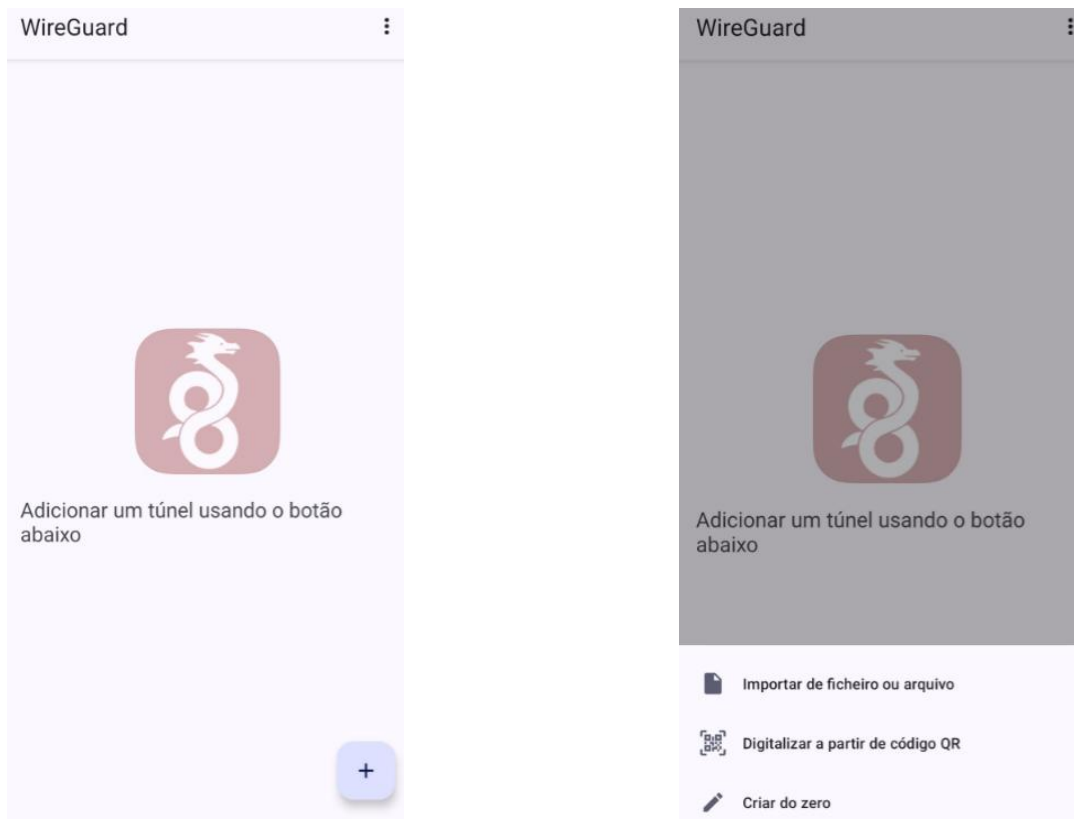 WireGuard
Adicionar um túnel usando o botão
abaixo
+
WireGuard
Adicionar um túnel usando o botão
abaixo
Importar de ficheiro ou arquivo
Digitalizar a partir de código QR
Criar do zero